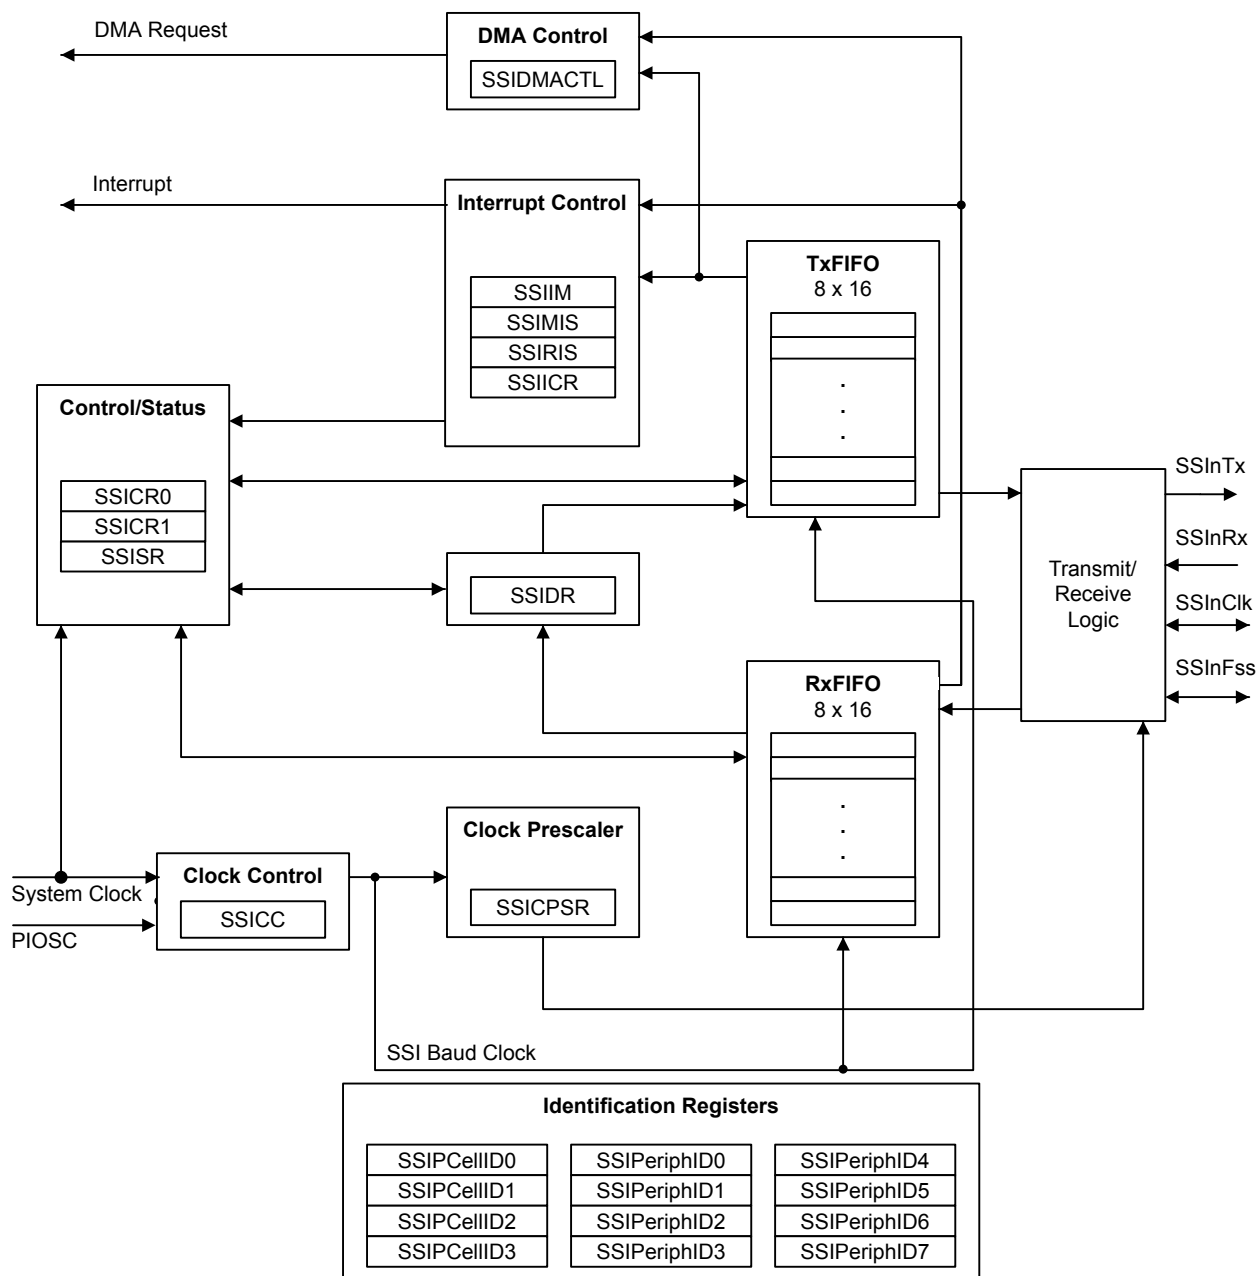 DMA Request
DMA Control
SSIDMACTL
Interrupt
Interrupt Control
SSIIM
SSIMIS
SSIRIS
SSIICR
TxFIFO
8 x 16
.
.
.
Control/Status
SSICR0
SSICR1
SSISR
SSIDR
Transmit/
Receive
Logic
SSInTx
SSInRx
SSInClk
SSInFss
RxFIFO
8 x 16
.
.
.
Clock Prescaler
SSICPSR
Clock Control
SSICC
System Clock
PIOSC
SSI Baud Clock
Identification Registers
SSIPCellID0
SSIPCellID1
SSIPCellID2
SSIPCellID3
SSIPeriphID0
SSIPeriphID1
SSIPeriphID2
SSIPeriphID3
SSIPeriphID4
SSIPeriphID5
SSIPeriphID6
SSIPeriphID7